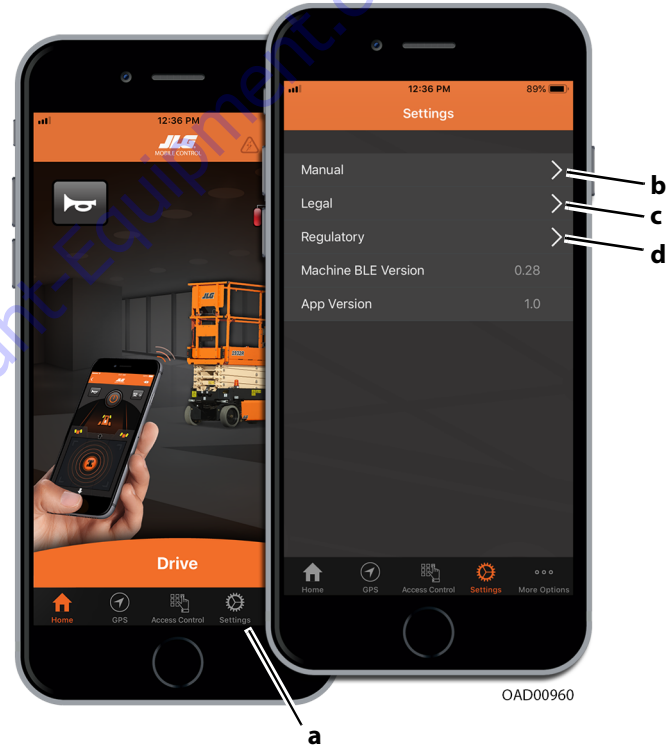 12:36 PM
JLG
MOBILE CONTROL
JLG
Drive
Home
GPS
Access Control
Settings
a
12:36 PM
89%
Settings
Manual
Legal
Regulatory
Machine BLE Version 0.28
App Version 1.0
Home
GPS
Access Control
Settings
More Options
b
c
d
OAD00960